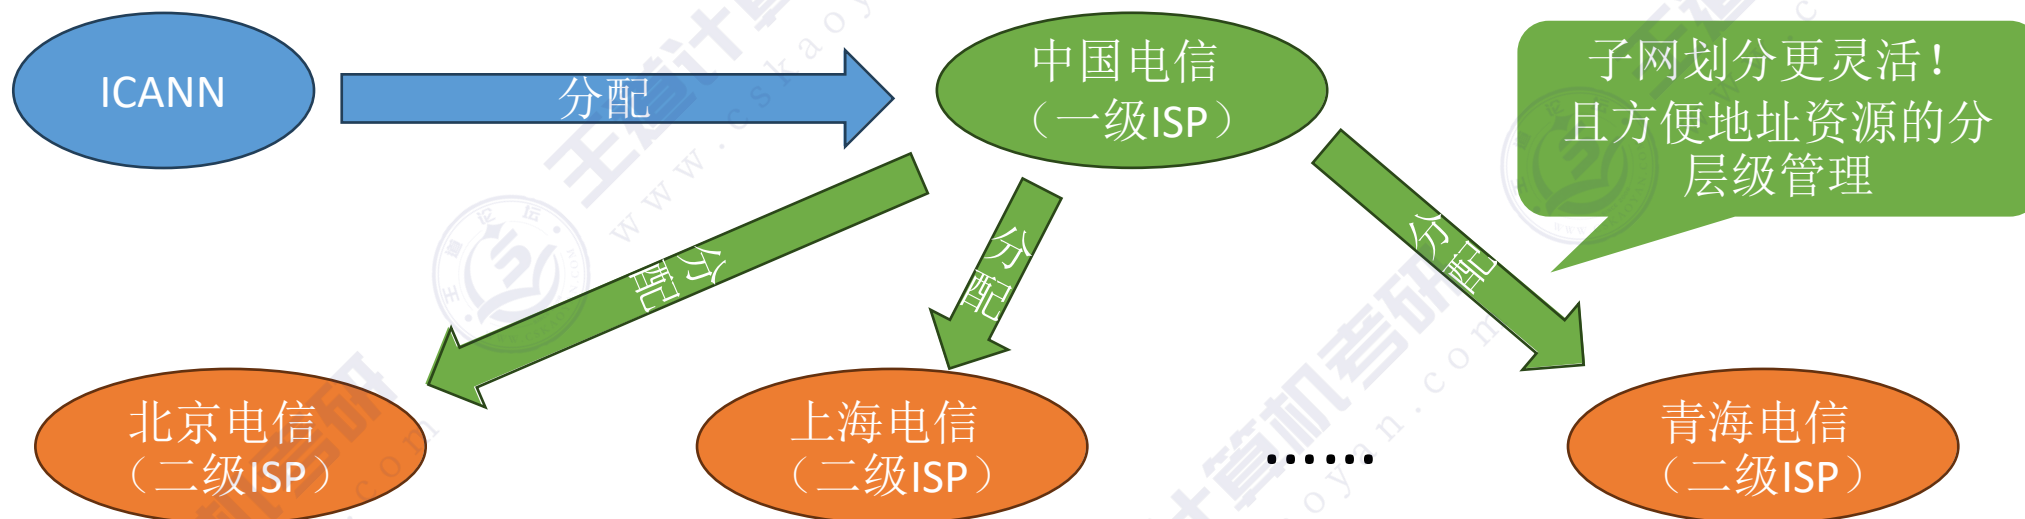 ICANN
分配
中国电信
（一级ISP）
子网划分更灵活！
且方便地址资源的分
层级管理
分配
分配
分配
北京电信
（二级ISP）
上海电信
（二级ISP）
......
青海电信
（二级ISP）